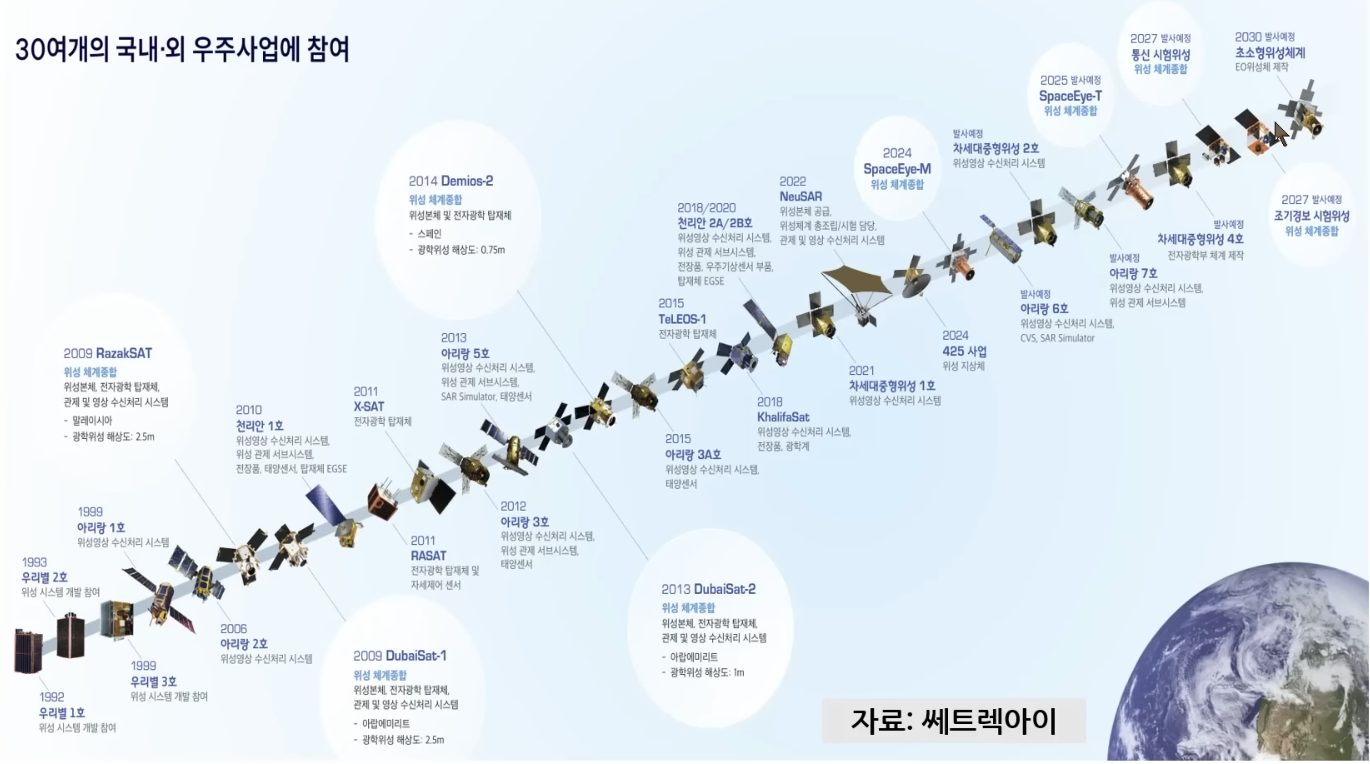 30여개의 국내·외 우주사업에 참여
1992
우리별 1호
위성 시스템 개발 참여
1993
우리별 2호
위성 시스템 개발 참여
1999
우리별 3호
위성 시스템 개발 참여
1999
아리랑 1호
위성영상 수신처리 시스템
2006
아리랑 2호
위성영상 수신처리 시스템
2009 RazakSAT
위성 체계종합
위성본체, 전자광학 탑재체,
관제 및 영상 수신처리 시스템
- 말레이시아
- 광학위성 해상도: 2.5m
2009 DubaiSat-1
위성 체계종합
위성본체, 전자광학 탑재체,
관제 및 영상 수신처리 시스템
- 아랍에미리트
- 광학위성 해상도: 2.5m
2010
천리안 1호
위성영상 수신처리 시스템,
위성 관제 서브시스템,
전장품, 태양센서, 탑재체 EGSE
2011
X-SAT
전자광학 탑재체
2011
RASAT
전자광학 탑재체 및
자세제어 센서
2012
아리랑 3호
위성영상 수신처리 시스템,
위성 관제 서브시스템,
태양센서
2013
아리랑 5호
위성영상 수신처리 시스템,
위성 관제 서브시스템,
SAR Simulator, 태양센서
2014 Demios-2
위성 체계종합
위성본체 및 전자광학 탑재체
- 스페인
- 광학위성 해상도: 0.75m
2013 DubaiSat-2
위성 체계종합
위성본체, 전자광학 탑재체,
관제 및 영상 수신처리 시스템
- 아랍에미리트
- 광학위성 해상도: 1m
2015
TeLEOS-1
전자광학 탑재체
2015
아리랑 3A호
위성영상 수신처리 시스템,
태양센서
2018/2020
천리안 2A/2B호
위성영상 수신처리 시스템,
위성 관제 서브시스템,
전장품, 우주기상센서 부품,
탑재체 EGSE
2018
KhalifaSat
위성영상 수신처리 시스템,
전장품, 광학계
2022
NeuSAR
위성본체 공급,
위성체계 총조립/시험 담당,
관제 및 영상 수신처리 시스템
2021
차세대중형위성 1호
위성영상 수신처리 시스템
2024
SpaceEye-M
위성 체계종합
2024
425 사업
위성 지상체
발사예정
차세대중형위성 2호
위성영상 수신처리 시스템
발사예정
아리랑 6호
위성영상 수신처리 시스템,
CVS, SAR Simulator
2025 발사예정
SpaceEye-T
위성 체계종합
발사예정
아리랑 7호
위성영상 수신처리 시스템,
위성 관제 서브시스템
2027 발사예정
통신 시험위성
위성 체계종합
발사예정
차세대중형위성 4호
전자광학부 체계 제작
2030 발사예정
초소형위성체계
EO위성체 제작
2027 발사예정
조기경보 시험위성
위성 체계종합
자료: 쎄트렉아이